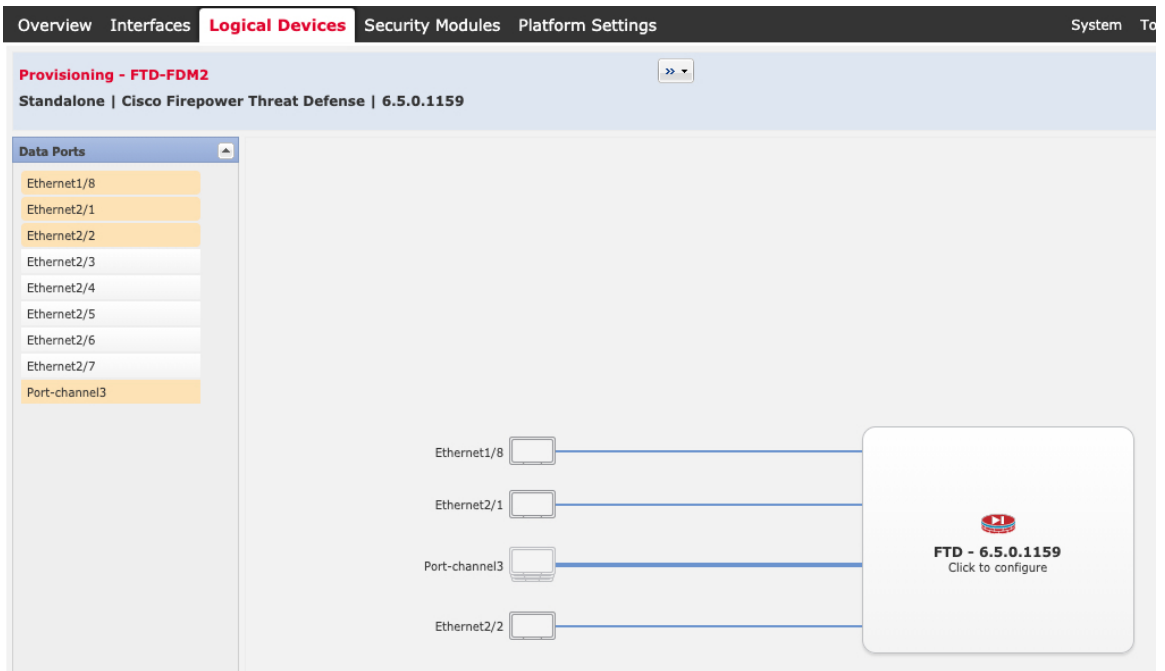 Overview Interfaces Logical Devices Security Modules Platform Settings System To
Provisioning - FTD-FDM2
Standalone | Cisco Firepower Threat Defense | 6.5.0.1159
Data Ports
Ethernet1/8
Ethernet2/1
Ethernet2/2
Ethernet2/3
Ethernet2/4
Ethernet2/5
Ethernet2/6
Ethernet2/7
Port-channel3
Ethernet1/8
Ethernet2/1
Port-channel3
Ethernet2/2
FTD - 6.5.0.1159
Click to configure